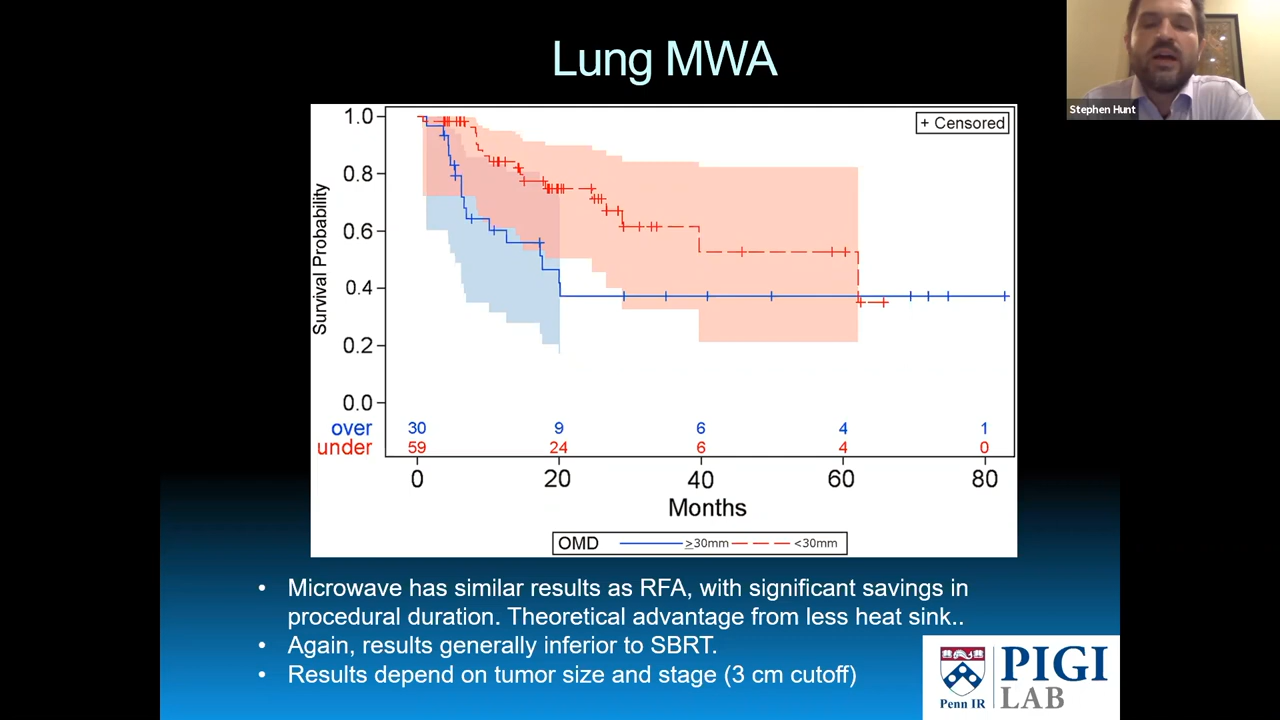 Lung MWA
Stephen Hunt
+ Censored
1.0
0.8
0.6
0.4
0.2
0.0
Survival Probability
over 30 9 6 4 1
under 59 24 6 4 0
0 20 40 60 80
Months
OMD ≥30mm <30mm
• Microwave has similar results as RFA, with significant savings in
procedural duration. Theoretical advantage from less heat sink..
• Again, results generally inferior to SBRT.
• Results depend on tumor size and stage (3 cm cutoff)
Penn IR
PIGI
LAB